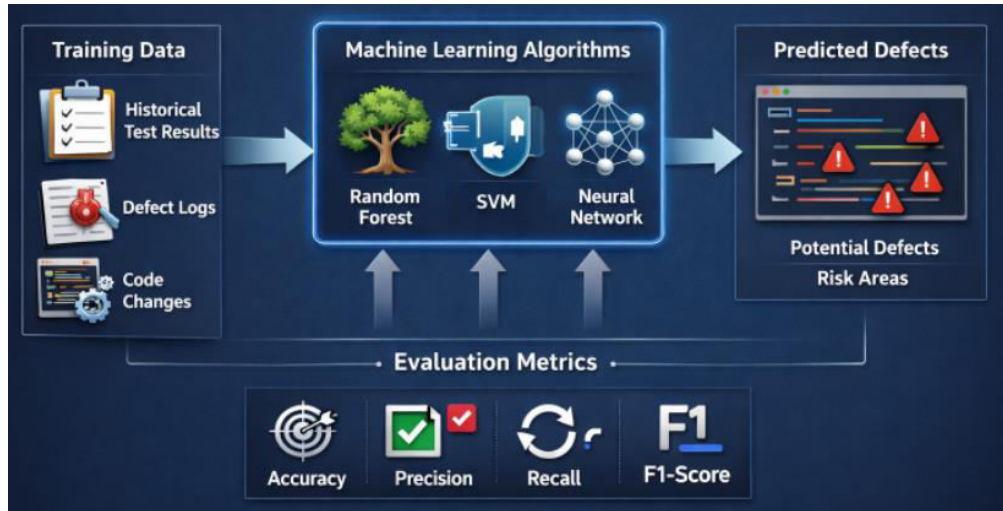 Training Data
Historical
Test Results
Defect Logs
Code
Changes
Machine Learning Algorithms
Random
Forest
SVM
Neural
Network
Predicted Defects
Potential Defects
Risk Areas
Evaluation Metrics
Accuracy
Precision
Recall
F1
F1-Score